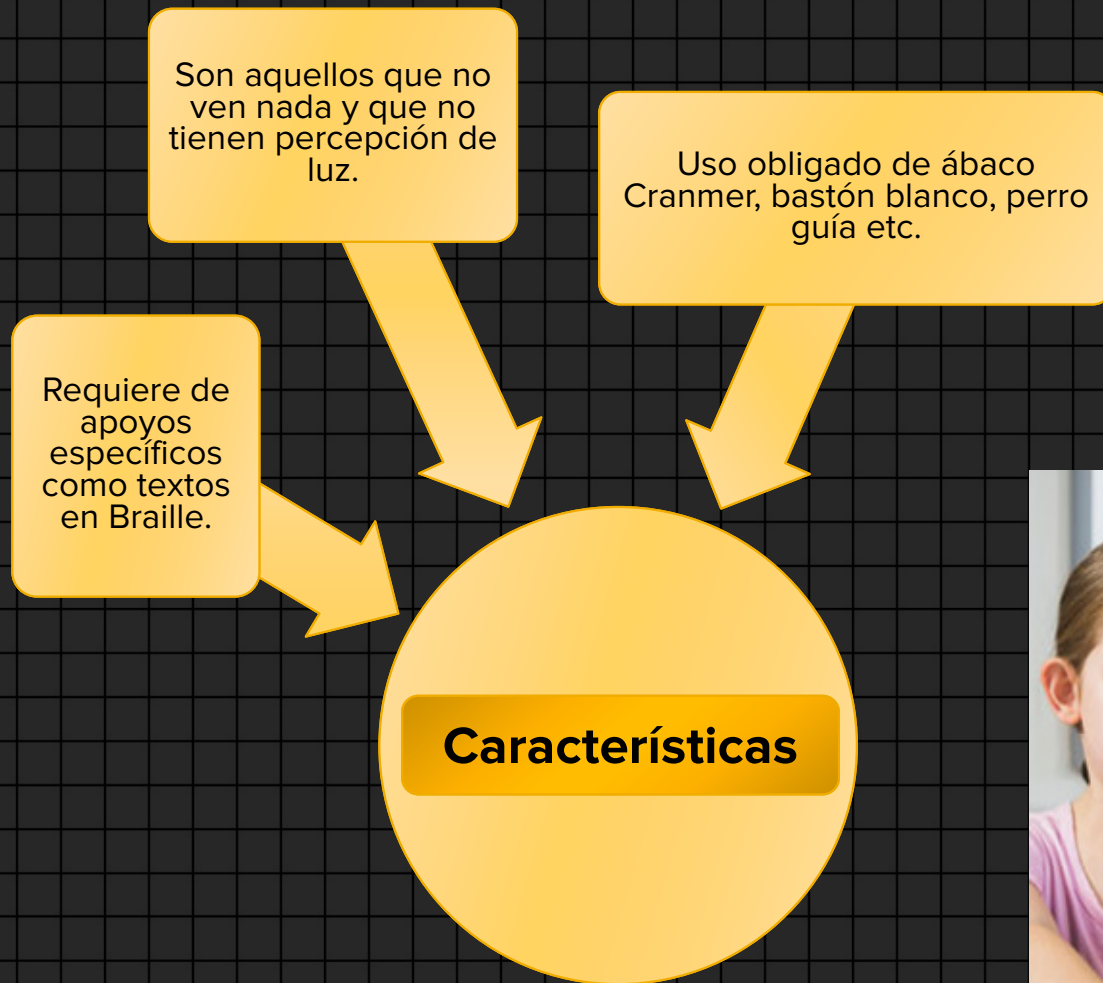 Son aquellos que no
ven nada y que no
tienen percepción de
luz.
Uso obligado de ábaco
Cranmer, bastón blanco, perro
guía etc.
Requiere de
apoyos
específicos
como textos
en Braille.
Características